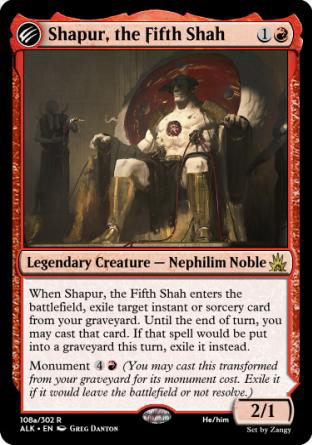 Shapur, the Fifth Shah 1
Legendary Creature — Nephilim Noble
When Shapur, the Fifth Shah enters the
battlefield, exile target instant or sorcery card
from your graveyard. Until the end of turn, you
may cast that card. If that spell would be put
into a graveyard this turn, exile it instead.
Monument 4 (You may cast this transformed
from your graveyard for its monument cost. Exile it if
it would leave the battlefield or not resolve.)
2/1
108a/302 R
He/him
ALK • EN GREG DANTON
Set by Zangy